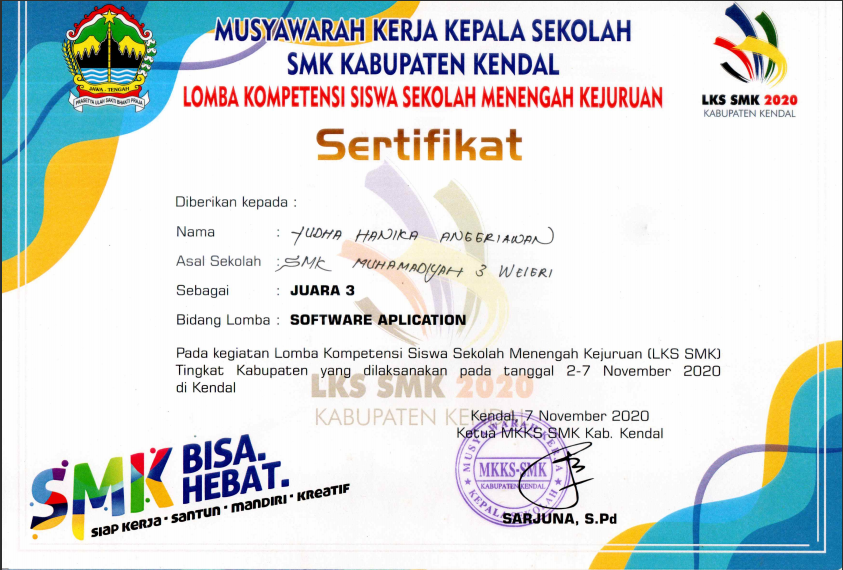 MUSYAWARAH KERJA KEPALA SEKOLAH
SMK KABUPATEN KENDAL
LOMBA KOMPETENSI SISWA SEKOLAH MENENGAH KEJURUAN
JAWA - TENGAH
PRASETYA ULAH SAKTI BHAKTI PRAJA
LKS SMK 2020
KABUPATEN KENDAL
Sertifikat
Diberikan kepada :
Nama : YUDHA HANIKA ANGGRIAWAN
Asal Sekolah : SMK MUHAMADIYAH 3 WELERI
Sebagai : JUARA 3
Bidang Lomba : SOFTWARE APLICATION
Pada kegiatan Lomba Kompetensi Siswa Sekolah Menengah Kejuruan (LKS SMK)
Tingkat Kabupaten yang dilaksanakan pada tanggal 2-7 November 2020
di Kendal
LKS SMK 2020
KABUPATEN KENDAL
Kendal, 7 November 2020
Ketua MKKS SMK Kab. Kendal
MUSYAWARAH KERJA
MKKS-SMK
KABUPATEN KENDAL
KEPALA SEKOLAH
SARJUNA, S.Pd
SMK BISA.
HEBAT.
SIAP KERJA · SANTUN · MANDIRI · KREATIF